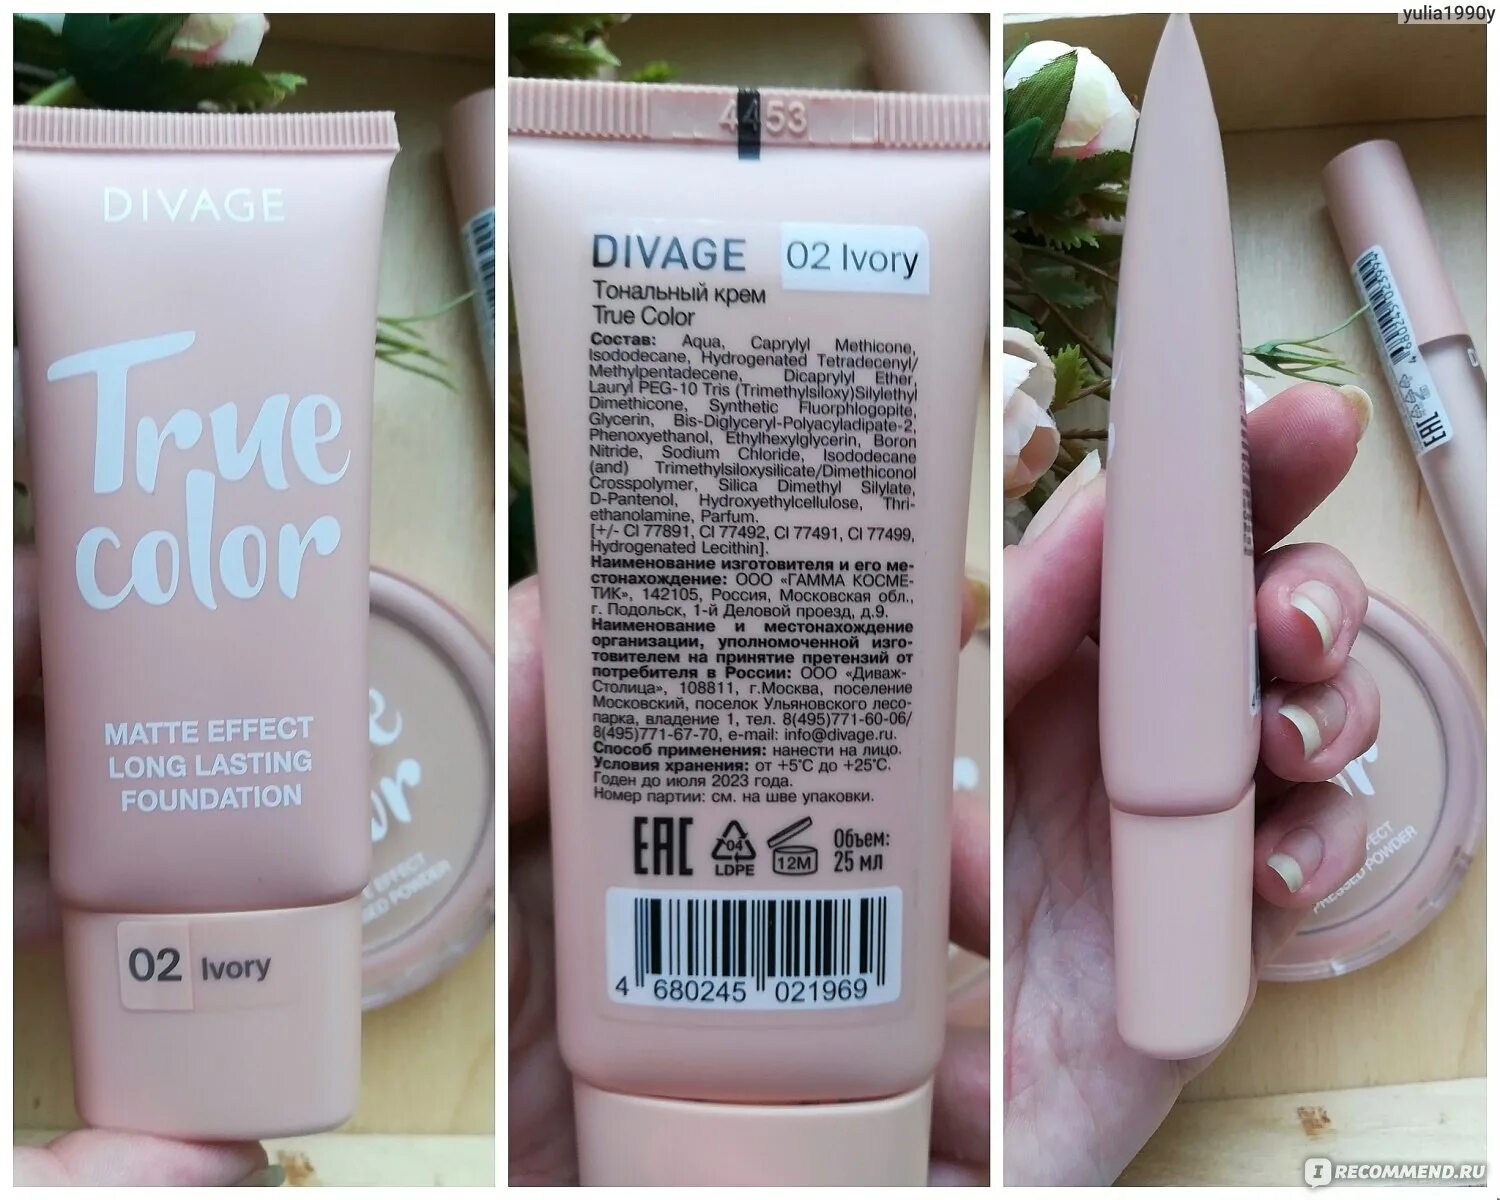 yulia1990y
DIVAGE
True
color
MATTE EFFECT
LONG LASTING
FOUNDATION
02 Ivory
4453
DIVAGE 02 Ivory
Тональный крем
True Color
Состав: Aqua, Caprylyl Methicone,
Isododecane, Hydrogenated Tetradecenyl/
Methylpentadecene, Dicaprylyl Ether,
Lauryl PEG-10 Tris (Trimethylsiloxy)Silylethyl
Dimethicone, Synthetic Fluorphlogopite,
Glycerin, Bis-Diglyceryl-Polyacyladipate-2,
Phenoxyethanol, Ethylhexylglycerin, Boron
Nitride, Sodium Chloride, Isododecane
(and) Trimethylsiloxysilicate/Dimethiconol
Crosspolymer, Silica Dimethyl Silylate,
D-Pantenol, Hydroxyethylcellulose, Thri-
ethanolamine, Parfum.
[+/- CI 77891, CI 77492, CI 77491, CI 77499,
Hydrogenated Lecithin].
Наименование изготовителя и его ме-
стонахождение: ООО «ГАММА КОСМЕ-
ТИК», 142105, Россия, Московская обл.,
г. Подольск, 1-й Деловой проезд, д.9.
Наименование и местонахождение
организации, уполномоченной изго-
товителем на принятие претензий от
потребителя в России: ООО «Диваж-
Столица», 108811, г.Москва, поселение
Московский, поселок Ульяновского лесо-
парка, владение 1, тел. 8(495)771-60-06/
8(495)771-67-70, e-mail: info@divage.ru.
Способ применения: нанести на лицо.
Условия хранения: от +5°C до +25°C.
Годен до июля 2023 года.
Номер партии: см. на шве упаковки.
EAC 04 LDPE 12M Объем:
25 мл
4 680245 021969
4 680245 023994
EAC
PRESSED POWDER
IRECOMMEND.RU